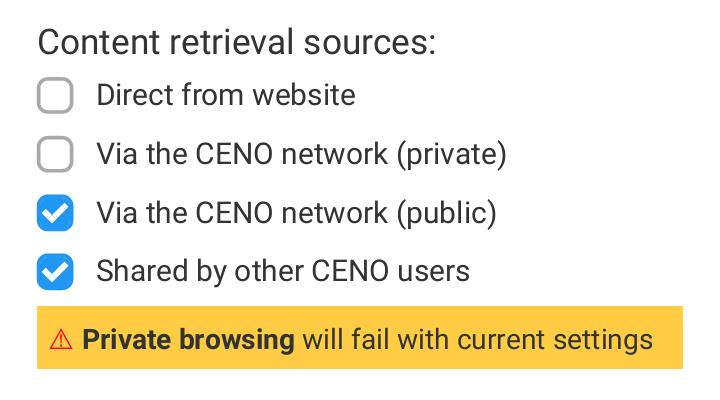 Content retrieval sources:
Direct from website
Via the CENO network (private)
Via the CENO network (public)
Shared by other CENO users
⚠ Private browsing will fail with current settings